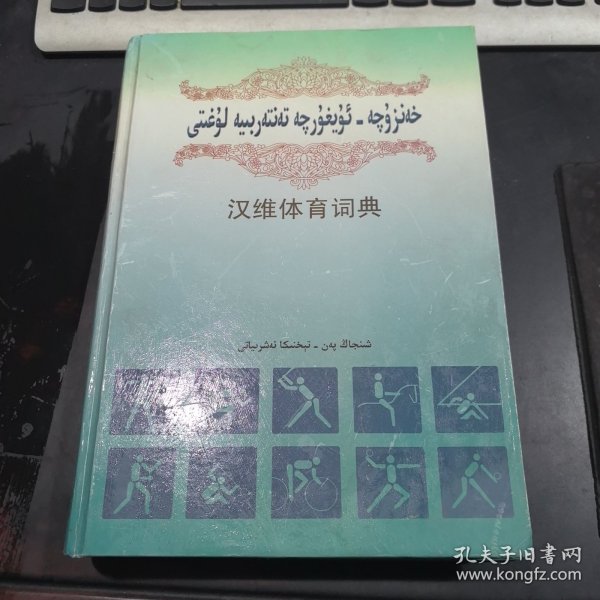 خەنزۇچە - ئۇيغۇرچە تەنتەربىيە لۇغىتى
汉维体育词典
شىنجاڭ پەن - تېخنىكا نەشرىياتى
孔夫子旧书网
www.kongfz.com